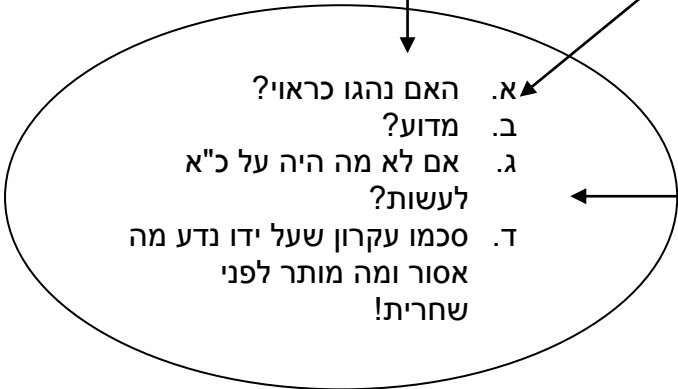 א. האם נהגו כראוי?
ב. מדוע?
ג. אם לא מה היה על כ"א
לעשות?
ד. סכמו עקרון שעל ידו נדע מה
אסור ומה מותר לפני
שחרית!